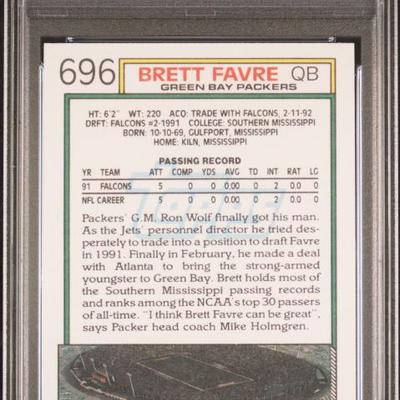 696 BRETT FAVRE QB
GREEN BAY PACKERS
HT: 6'2" WT: 220 ACQ: TRADE WITH FALCONS, 2-11-92
DRFT: FALCONS #2-1991 COLLEGE: SOUTHERN MISSISSIPPI
BORN: 10-10-69, GULFPORT, MISSISSIPPI
HOME: KILN, MISSISSIPPI
PASSING RECORD
YR TEAM ATT COMP YDS AVG TD INT RAT LG
91 FALCONS 5 0 0 0.00 0 2 0.0 0
NFL CAREER 5 0 0 0.00 0 2 0.0 0
Packers' G.M. Ron Wolf finally got his man.
As the Jets' personnel director he tried des-
perately to trade into a position to draft Favre
in 1991. Finally in February, he made a deal
with Atlanta to bring the strong-armed
youngster to Green Bay. Brett holds most of
the Southern Mississippi passing records
and ranks among the NCAA's top 30 passers
of all-time. "I think Brett Favre can be great",
says Packer head coach Mike Holmgren.